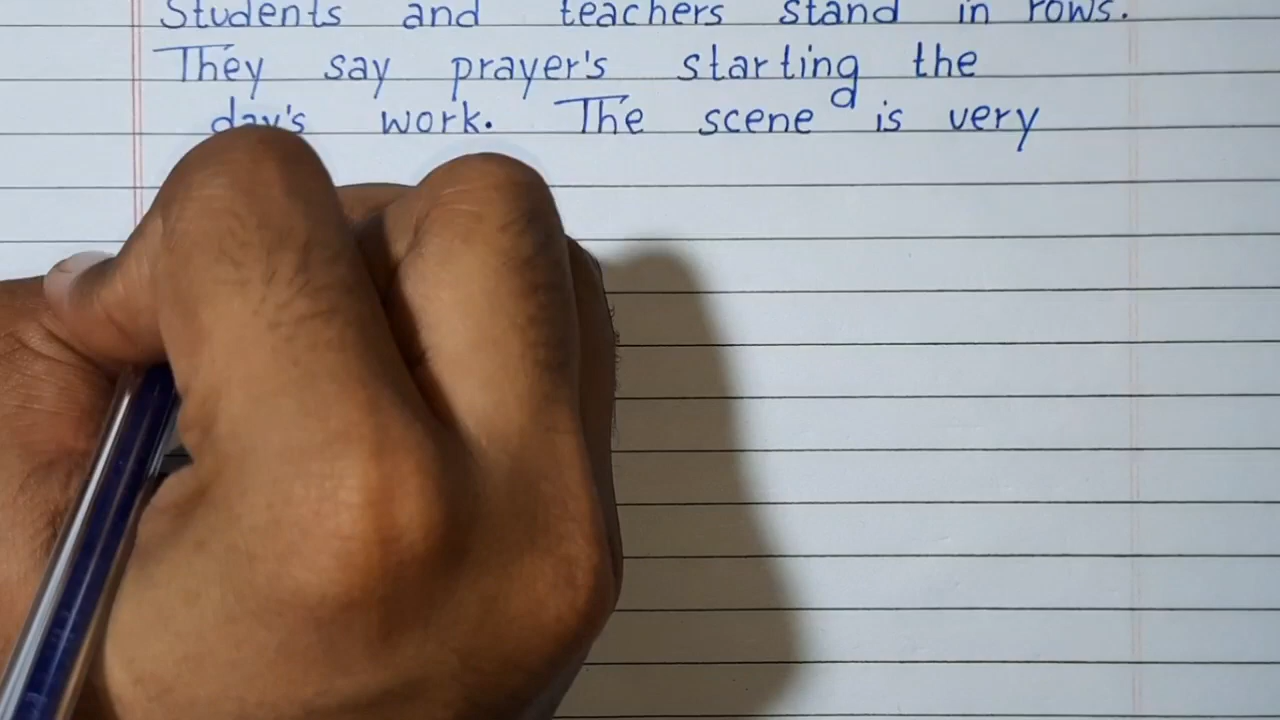 Students and teachers stand in rows.
They say prayer's starting the
day's work. The scene is very